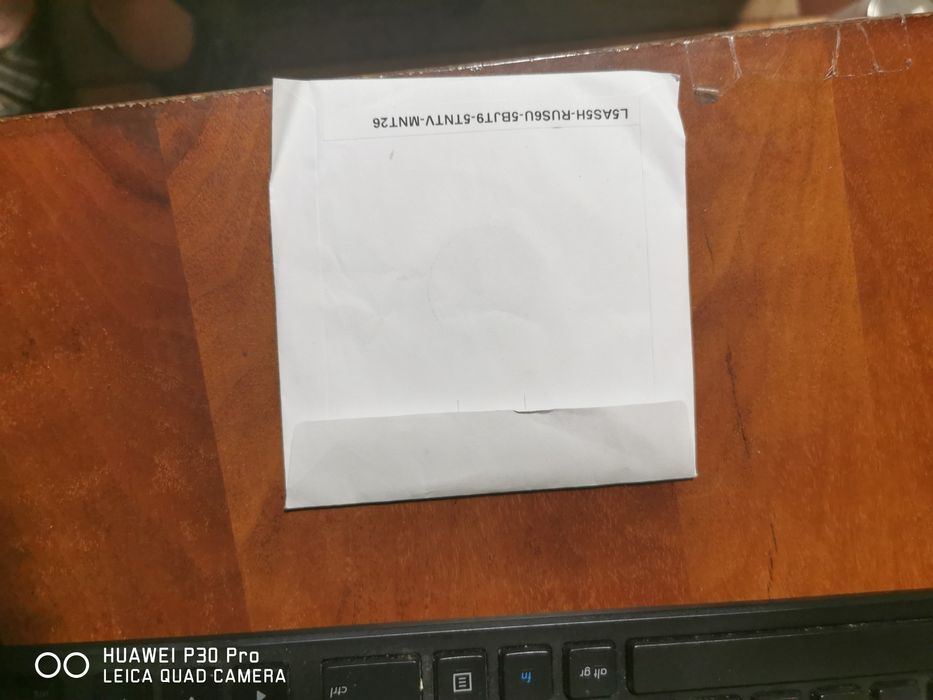 L5AS5H-RUS6U-5BJT9-5TNTV-MNT26
ctrl
fn
alt gr
HUAWEI P30 Pro
LEICA QUAD CAMERA